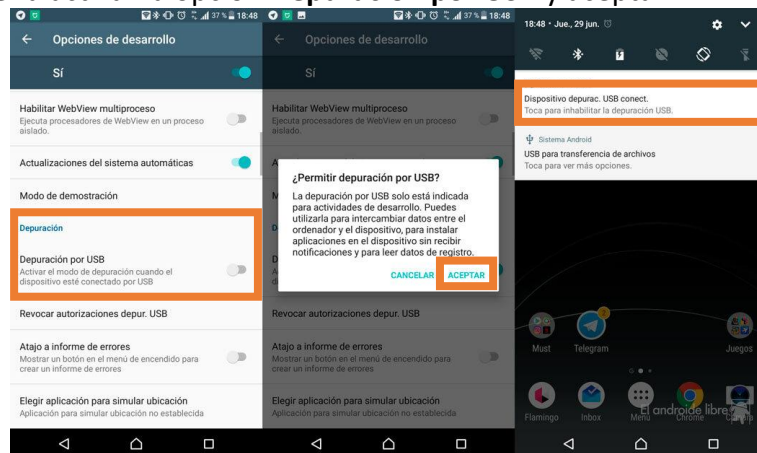 18:48
37 %
Opciones de desarrollo
Sí
Habilitar WebView multiproceso
Ejecuta procesadores de WebView en un proceso
aislado.
Actualizaciones del sistema automáticas
Modo de demostración
Depuración
Depuración por USB
Activar el modo de depuración cuando el
dispositivo esté conectado por USB
Revocar autorizaciones depur. USB
Atajo a informe de errores
Mostrar un botón en el menú de encendido para
crear un informe de errores
Elegir aplicación para simular ubicación
Aplicación para simular ubicación no establecida
37 %
18:48
Opciones de desarrollo
Sí
Habilitar WebView multiproceso
Ejecuta procesadores de WebView en un proceso
aislado.
¿Permitir depuración por USB?
La depuración por USB solo está indicada
para actividades de desarrollo. Puedes
utilizarla para intercambiar datos entre el
ordenador y el dispositivo, para instalar
aplicaciones en el dispositivo sin recibir
notificaciones y para leer datos de registro.
CANCELAR
ACEPTAR
Revocar autorizaciones depur. USB
Atajo a informe de errores
Mostrar un botón en el menú de encendido para
crear un informe de errores
Elegir aplicación para simular ubicación
Aplicación para simular ubicación no establecida
18:48 • Jue., 29 jun.
Dispositivo depurac. USB conect.
Toca para inhabilitar la depuración USB.
Sistema Android
USB para transferencia de archivos
Toca para ver más opciones.
Must
Telegram
Juegos
Flamingo
Inbox
Menú
Chrome
Cámara
El androide libre